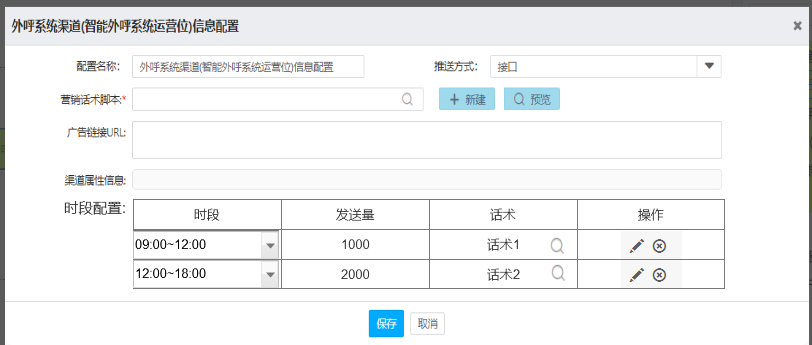 外呼系统渠道(智能外呼系统运营位)信息配置
配置名称： 外呼系统渠道(智能外呼系统运营位)信息配置 推送方式： 接口
营销话术脚本:* 新建 预览
广告链接URL:
渠道属性信息:
时段配置: 时段 发送量 话术 操作
09:00~12:00 1000 话术1
12:00~18:00 2000 话术2
保存 取消